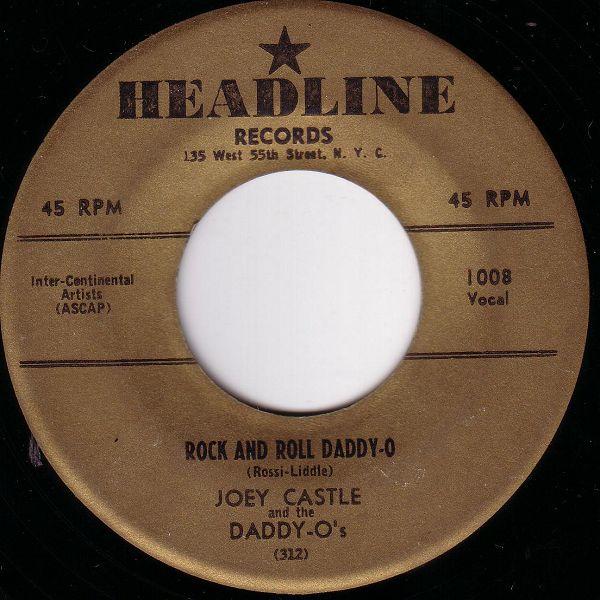 HEADLINE
RECORDS
135 West 55th Street, N. Y. C.
45 RPM
45 RPM
Inter-Continental
Artists
(ASCAP)
1008
Vocal
ROCK AND ROLL DADDY-O
(Rossi-Liddle)
JOEY CASTLE
and the
DADDY-O's
(312)